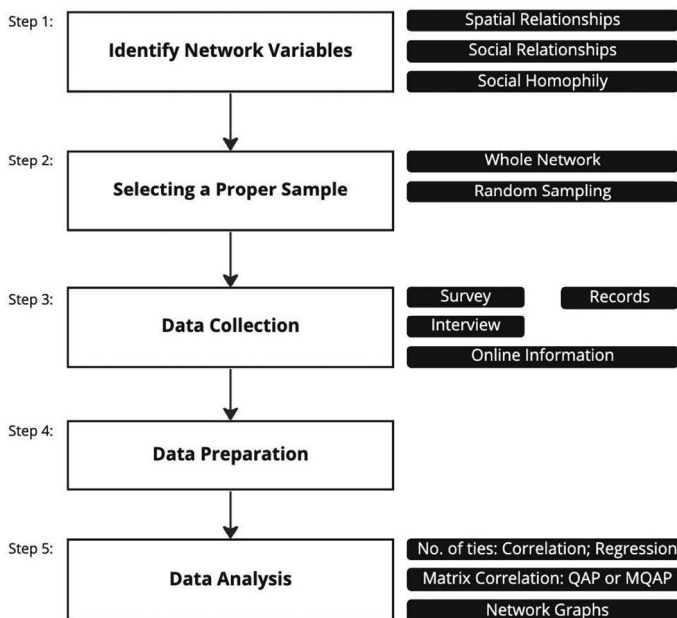 Step 1:
Identify Network Variables
Spatial Relationships
Social Relationships
Social Homophily
Step 2:
Selecting a Proper Sample
Whole Network
Random Sampling
Step 3:
Data Collection
Survey
Records
Interview
Online Information
Step 4:
Data Preparation
Step 5:
Data Analysis
No. of ties: Correlation; Regression
Matrix Correlation: QAP or MQAP
Network Graphs